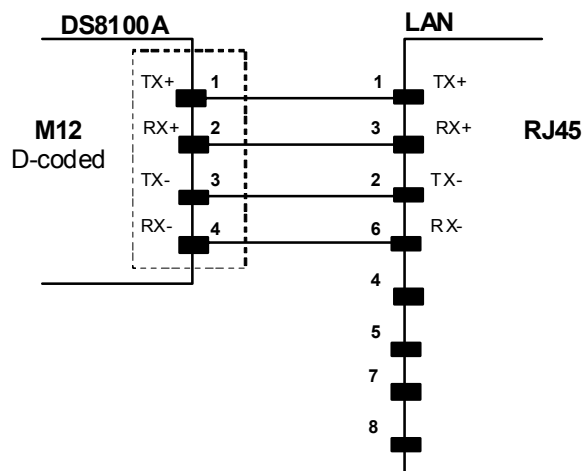 DS8100A LAN
TX+ 1 1 TX+
M12 RX+ 2 3 RX+ RJ45
D-coded
TX- 3 2 TX-
RX- 4 6 RX-
4
5
7
8